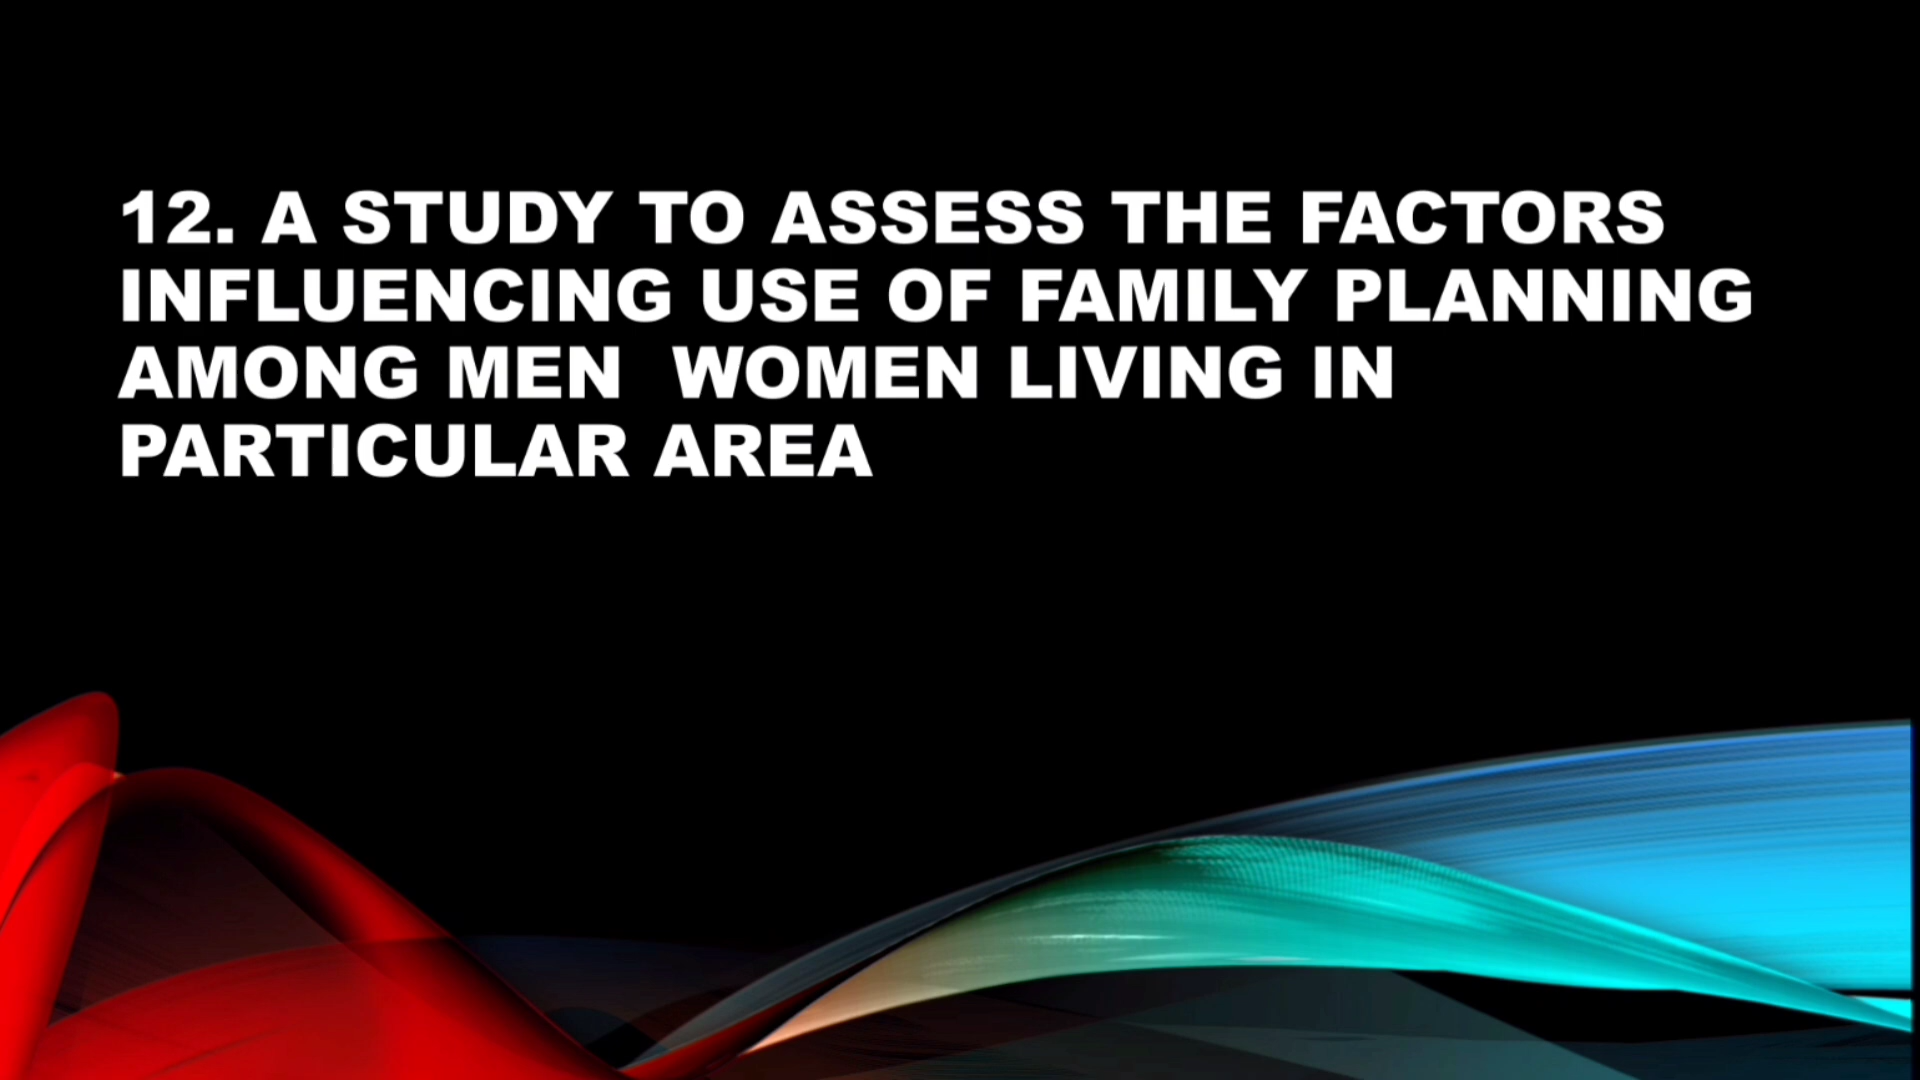 12. A STUDY TO ASSESS THE FACTORS
INFLUENCING USE OF FAMILY PLANNING
AMONG MEN  WOMEN LIVING IN
PARTICULAR AREA